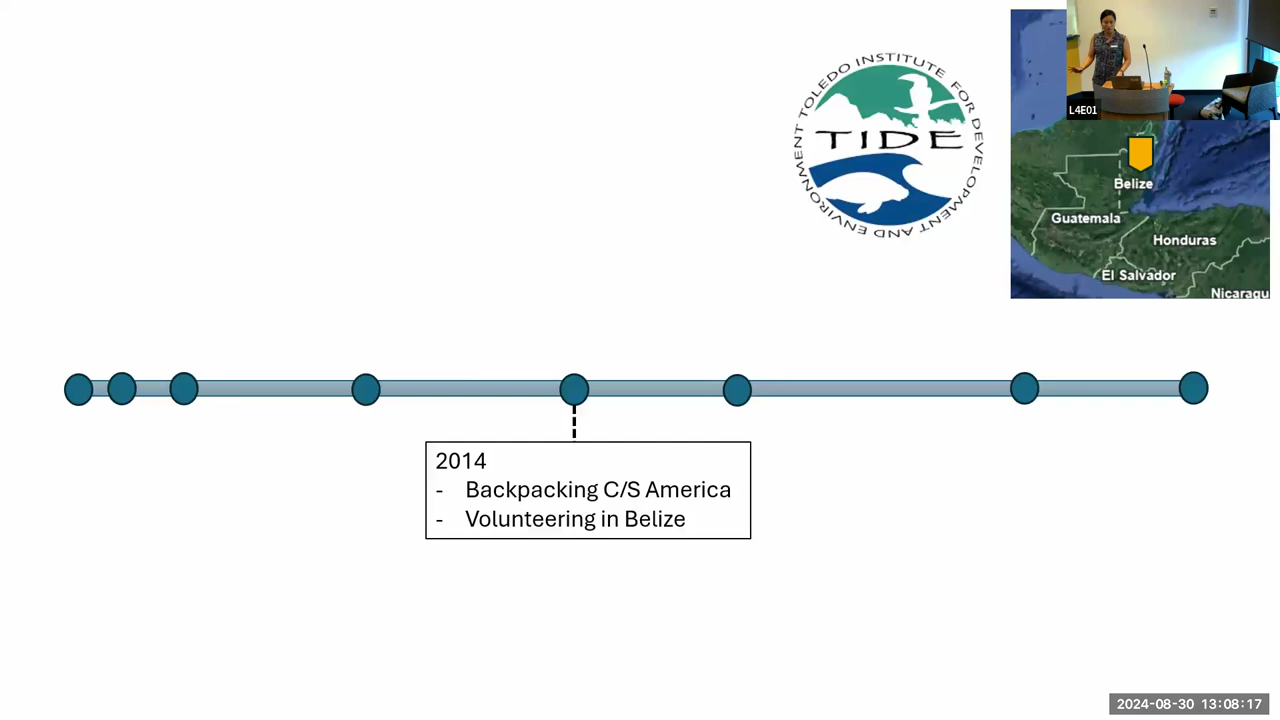 TOLEDO INSTITUTE FOR DEVELOPMENT AND ENVIRONMENT
TIDE
L4E01
Belize
Guatemala
Honduras
El Salvador
Nicaragu
2014
- Backpacking C/S America
- Volunteering in Belize
2024-08-30 13:08:17